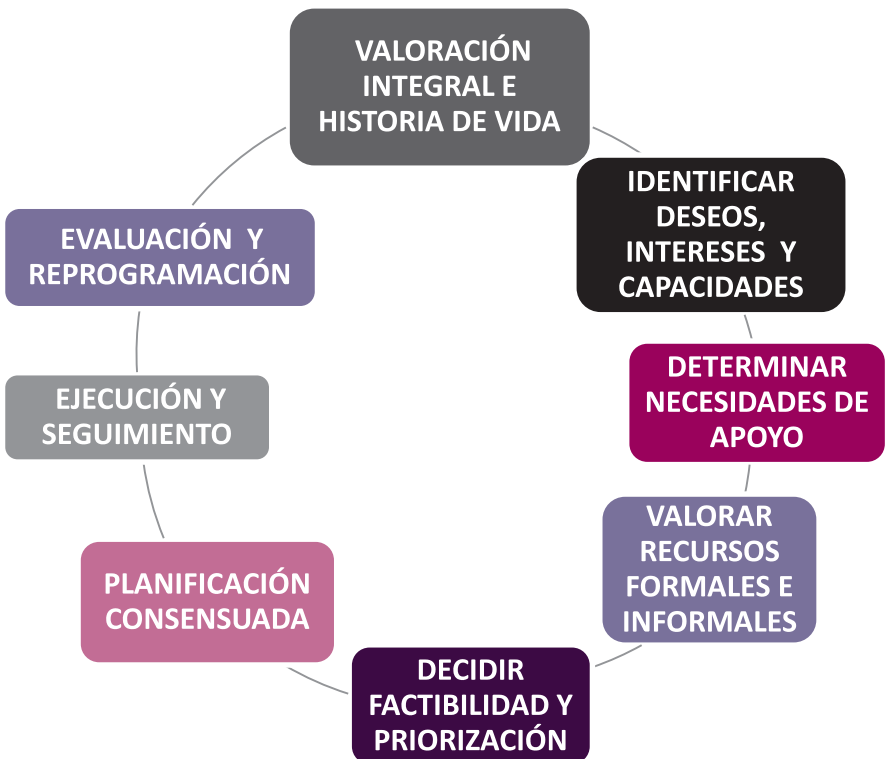 VALORACIÓN
INTEGRAL E
HISTORIA DE VIDA
IDENTIFICAR
DESEOS,
INTERESES Y
CAPACIDADES
DETERMINAR
NECESIDADES DE
APOYO
VALORAR
RECURSOS
FORMALES E
INFORMALES
DECIDIR
FACTIBILIDAD Y
PRIORIZACIÓN
PLANIFICACIÓN
CONSENSUADA
EJECUCIÓN Y
SEGUIMIENTO
EVALUACIÓN Y
REPROGRAMACIÓN